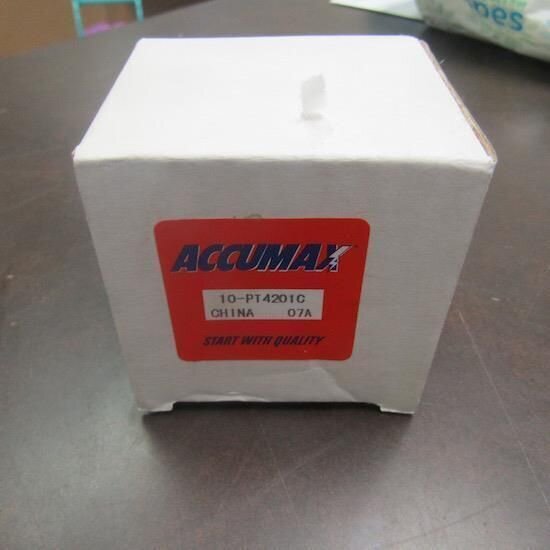 ACCUMAX
10-PT4201C
CHINA 07A
START WITH QUALITY